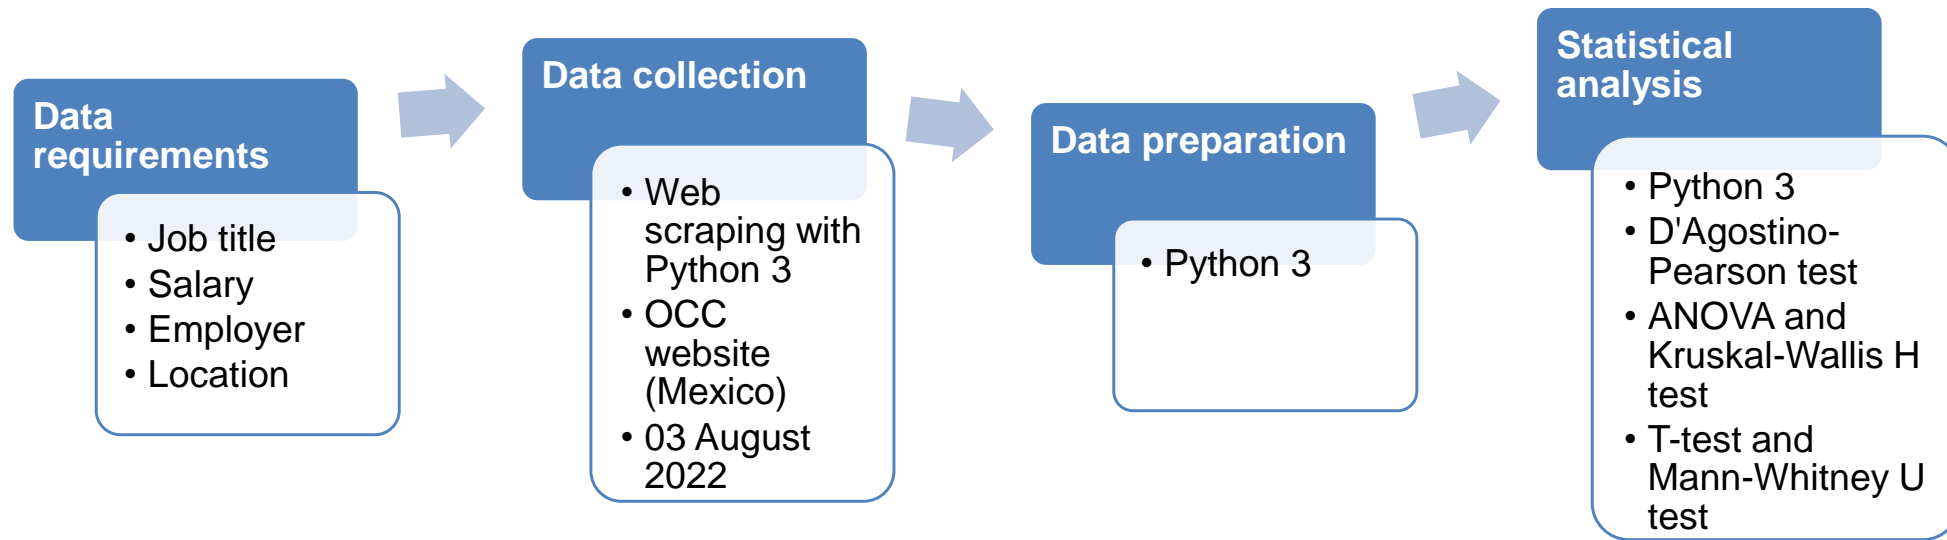 Data
requirements
• Job title
• Salary
• Employer
• Location
Data collection
• Web
scraping with
Python 3
• OCC
website
(Mexico)
• 03 August
2022
Data preparation
• Python 3
Statistical
analysis
• Python 3
• D'Agostino-
Pearson test
• ANOVA and
Kruskal-Wallis H
test
• T-test and
Mann-Whitney U
test